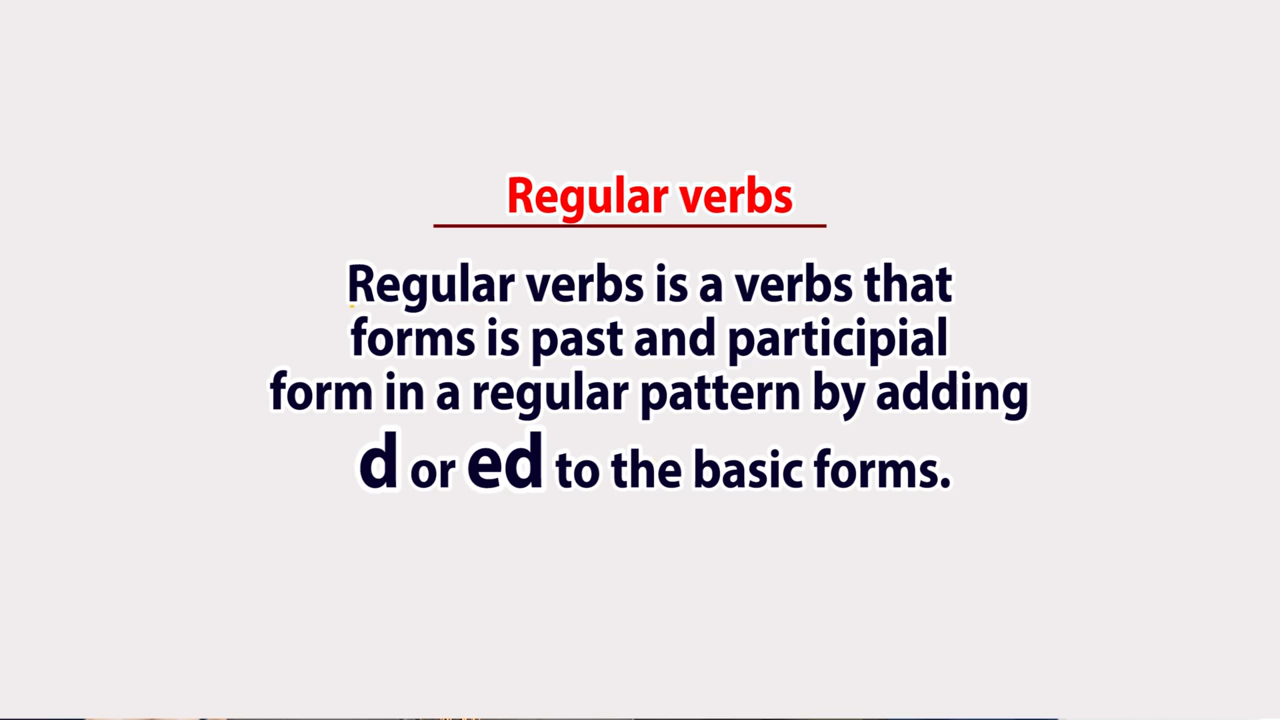 Regular verbs
Regular verbs is a verbs that
forms is past and participial
form in a regular pattern by adding
d or ed to the basic forms.